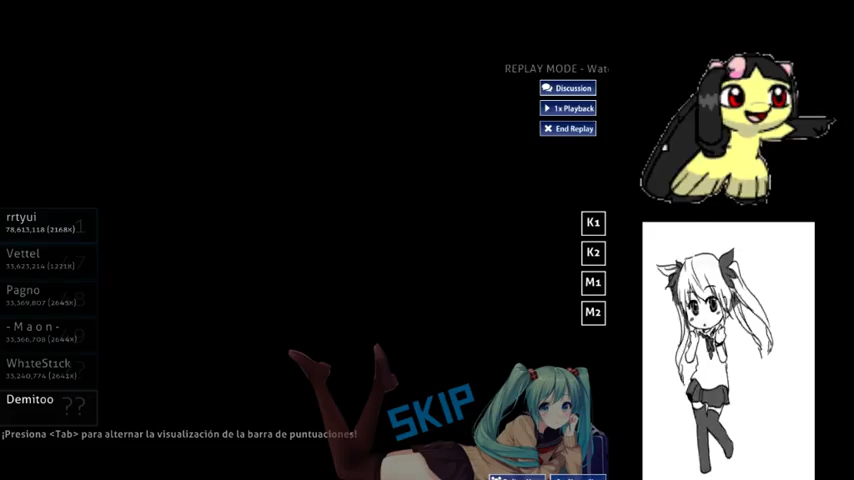 REPLAY MODE - Wat
Discussion
1x Playback
End Replay
K1
K2
M1
M2
rrtyui
78,613,118 (2168x)
1
Vettel
33,623,214 (1221x)
Pagno
33,369,807 (2645x)
- M a o n -
33,366,708 (2644x)
Wh1teSt1ck
33,240,774 (2641x)
Demitoo
??
SKIP
¡Presiona <Tab> para alternar la visualización de la barra de puntuaciones!